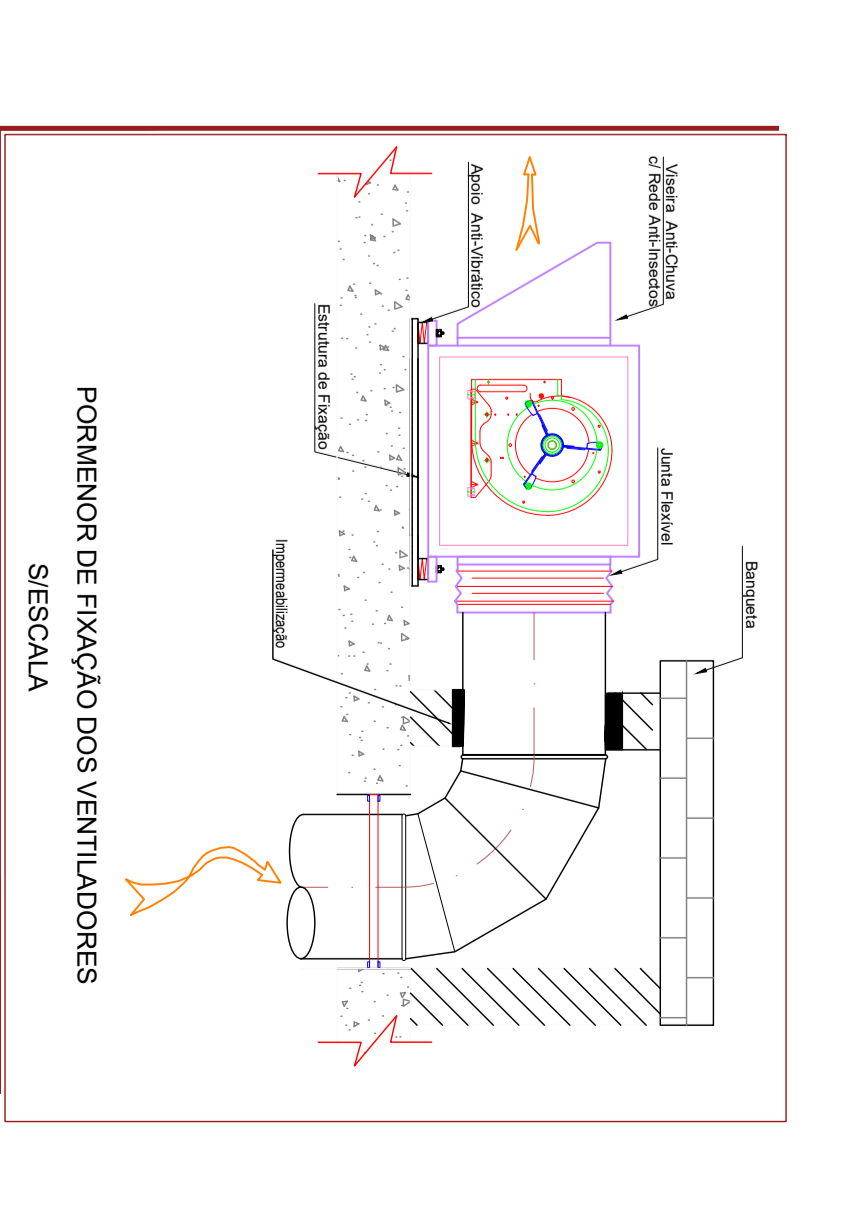 Viseira Anti-Chuva
c/ Rede Anti-Insectos
Apoio Anti-Vibrático
Estrutura de Fixação
Junta Flexível
Banqueta
Impermeabilização
PORMENOR DE FIXAÇÃO DOS VENTILADORES
S/ESCALA